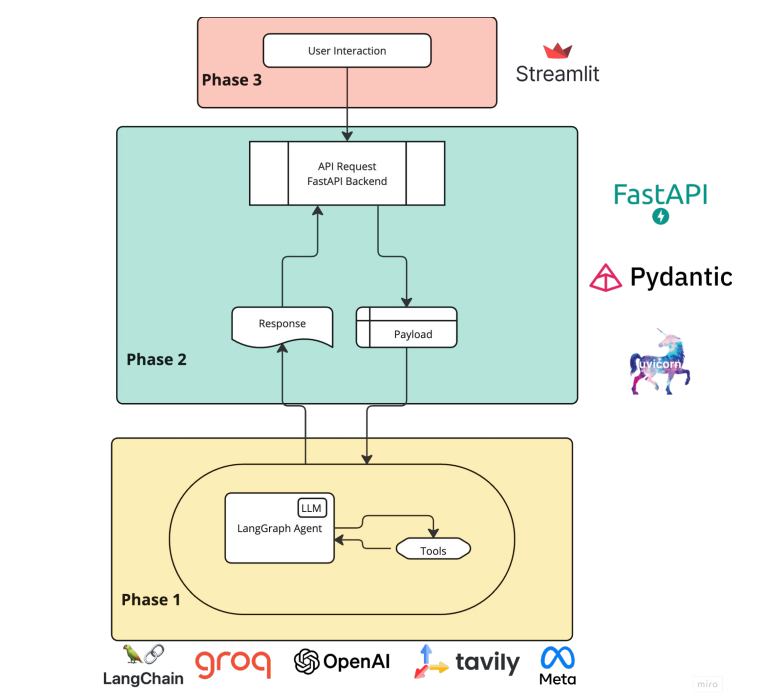 User Interaction
Phase 3
Streamlit
API Request
FastAPI Backend
FastAPI
Pydantic
Response
Payload
Phase 2
uvicorn
LLM
LangGraph Agent
Tools
Phase 1
LangChain
groq
OpenAI
tavily
Meta
miro